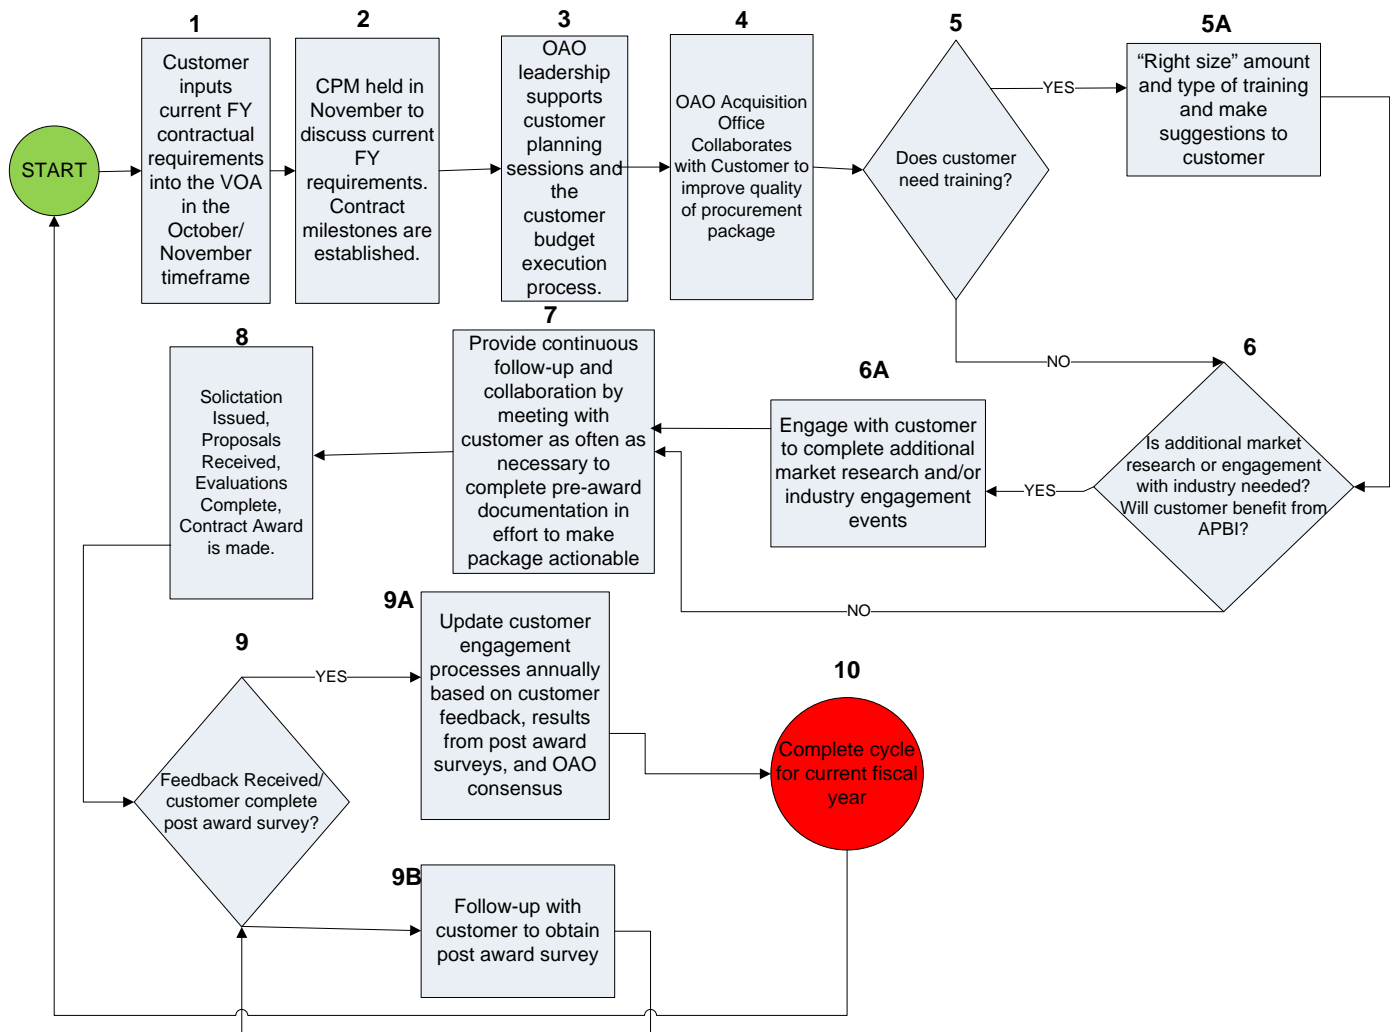 1
2
3
4
5
5A
START
Customer
inputs
current FY
contractual
requirements
into the VOA
in the
October/
November
timeframe
CPM held in
November to
discuss current
FY
requirements.
Contract
milestones are
established.
OAO
leadership
supports
customer
planning
sessions and
the
customer
budget
execution
process.
OAO Acquisition
Office
Collaborates
with Customer to
improve quality
of procurement
package
Does customer
need training?
YES
“Right size” amount
and type of training
and make
suggestions to
customer
NO
6
Is additional market
research or engagement
with industry needed?
Will customer benefit from
APBI?
YES
6A
Engage with customer
to complete additional
market research and/or
industry engagement
events
NO
7
Provide continuous
follow-up and
collaboration by
meeting with
customer as often as
necessary to
complete pre-award
documentation in
effort to make
package actionable
8
Solictation
Issued,
Proposals
Received,
Evaluations
Complete,
Contract Award
is made.
9
Feedback Received/
customer complete
post award survey?
YES
9A
Update customer
engagement
processes annually
based on customer
feedback, results
from post award
surveys, and OAO
consensus
9B
Follow-up with
customer to obtain
post award survey
10
Complete cycle
for current fiscal
year